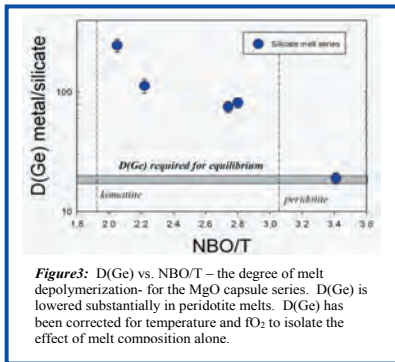 Silicate melt series
100
10
D(Ge) metal/silicate
D(Ge) required for equilibrium
komatiite
peridotite
1.8 2.0 2.2 2.4 2.6 2.8 3.0 3.2 3.4 3.6
NBO/T
Figure3: D(Ge) vs. NBO/T – the degree of melt
depolymerization- for the MgO capsule series. D(Ge) is
lowered substantially in peridotite melts. D(Ge) has
been corrected for temperature and fO₂ to isolate the
effect of melt composition alone.